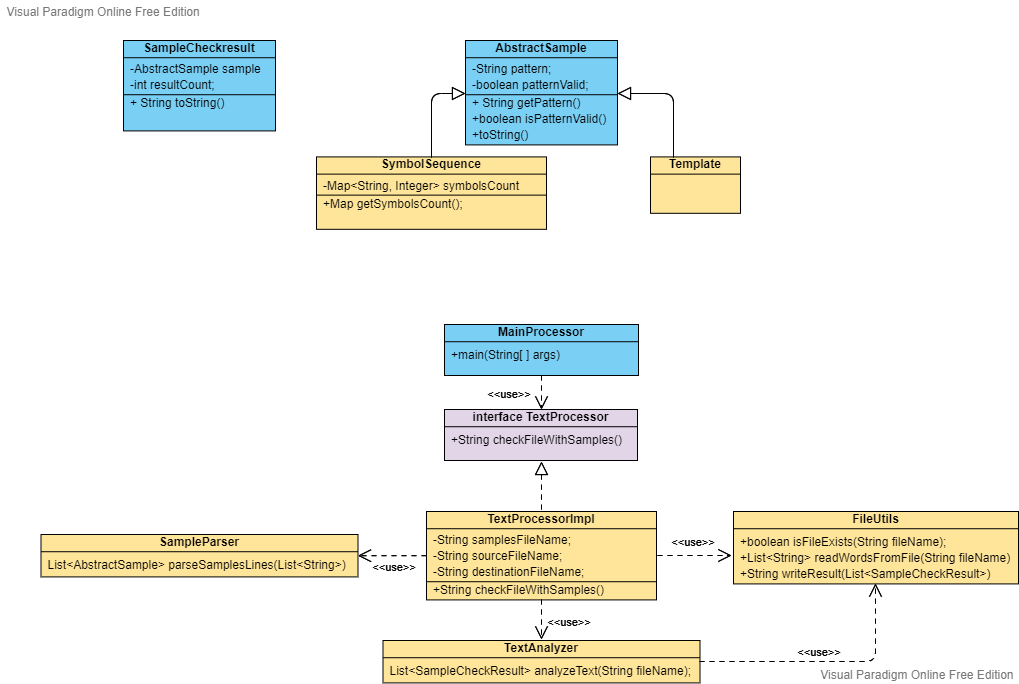 Visual Paradigm Online Free Edition
SampleCheckresult
-AbstractSample sample
-int resultCount;
+ String toString()
AbstractSample
-String pattern;
-boolean patternValid;
+ String getPattern()
+boolean isPatternValid()
+toString()
SymbolSequence
-Map<String, Integer> symbolsCount
+Map getSymbolsCount();
Template
MainProcessor
+main(String[ ] args)
<<use>>
interface TextProcessor
+String checkFileWithSamples()
TextProcessorImpl
-String samplesFileName;
-String sourceFileName;
-String destinationFileName;
+String checkFileWithSamples()
<<use>>
FileUtils
+boolean isFileExists(String fileName);
+List<String> readWordsFromFile(String fileName)
+String writeResult(List<SampleCheckResult>)
SampleParser
List<AbstractSample> parseSamplesLines(List<String>)
<<use>>
<<use>>
TextAnalyzer
List<SampleCheckResult> analyzeText(String fileName);
<<use>>
Visual Paradigm Online Free Edition